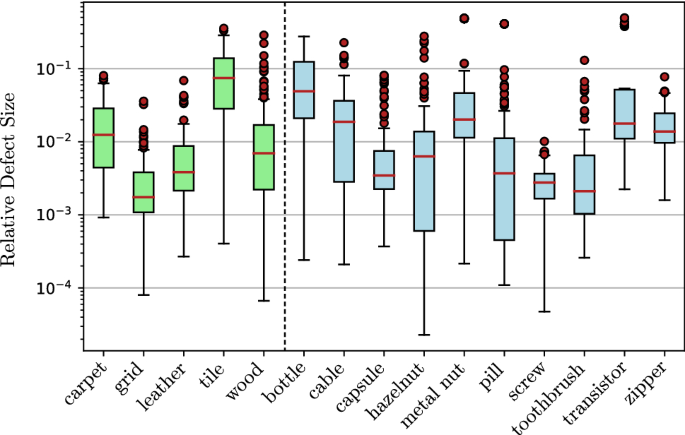 Relative Defect Size
10⁻¹
10⁻²
10⁻³
10⁻⁴
carpet
grid
leather
tile
wood
bottle
cable
capsule
hazelnut
metal nut
pill
screw
toothbrush
transistor
zipper